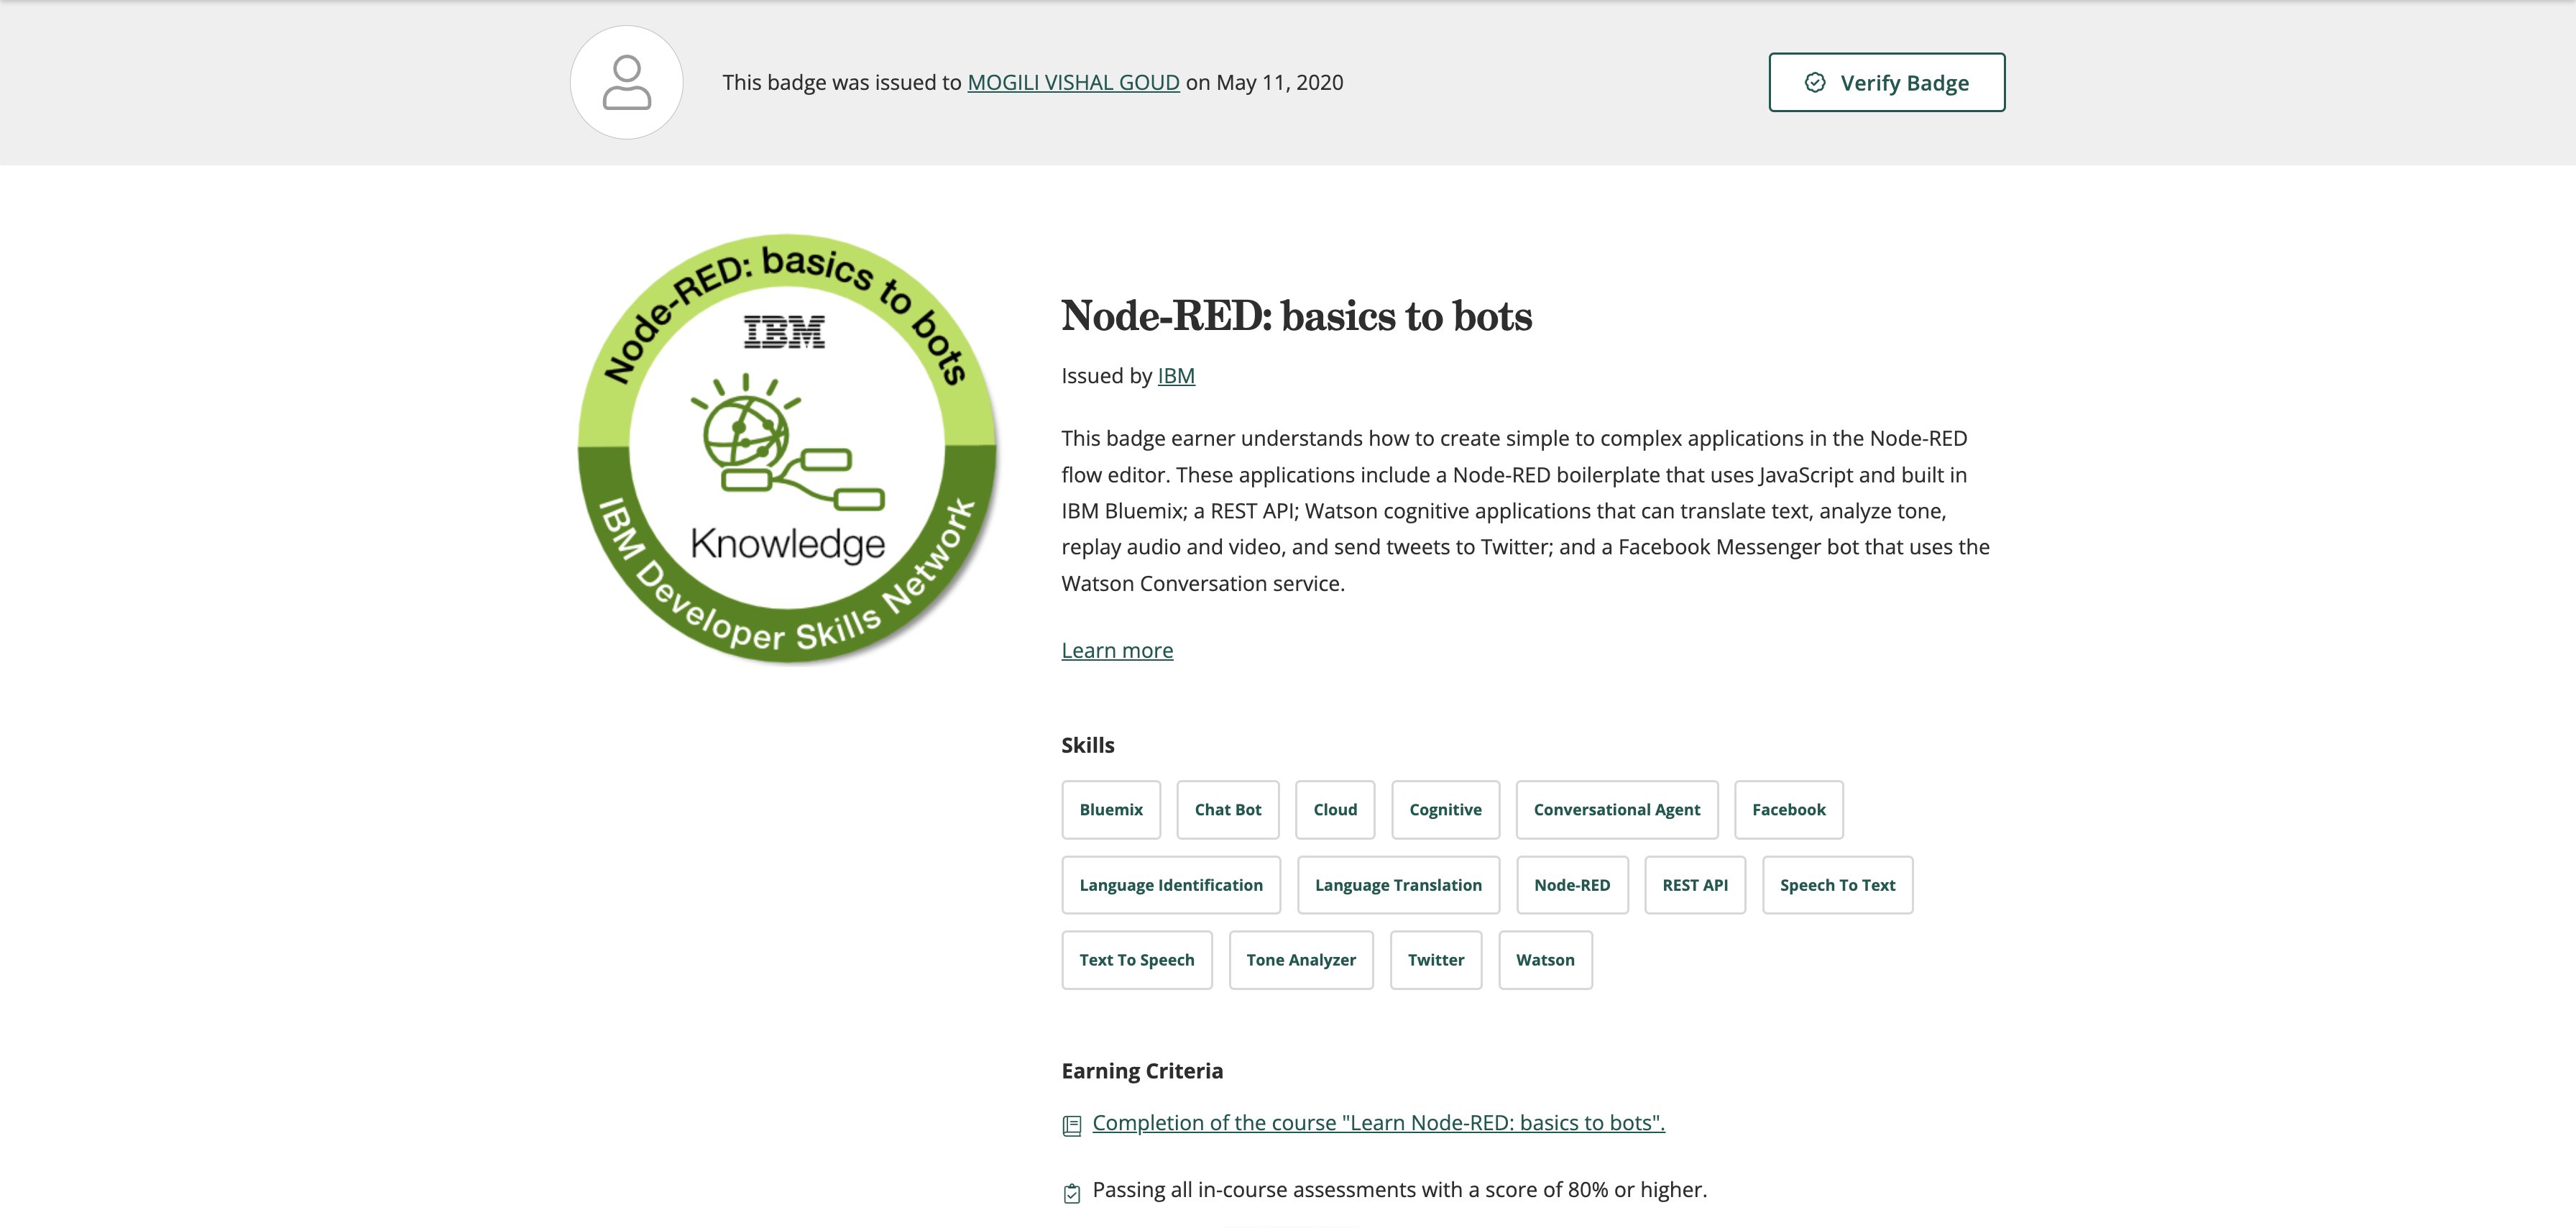 This badge was issued to MOGILI VISHAL GOUD on May 11, 2020
Verify Badge
Node-RED: basics to bots
IBM
Knowledge
IBM Developer Skills Network
Node-RED: basics to bots
Issued by IBM
This badge earner understands how to create simple to complex applications in the Node-RED
flow editor. These applications include a Node-RED boilerplate that uses JavaScript and built in
IBM Bluemix; a REST API; Watson cognitive applications that can translate text, analyze tone,
replay audio and video, and send tweets to Twitter; and a Facebook Messenger bot that uses the
Watson Conversation service.
Learn more
Skills
Bluemix Chat Bot Cloud Cognitive Conversational Agent Facebook
Language Identification Language Translation Node-RED REST API Speech To Text
Text To Speech Tone Analyzer Twitter Watson
Earning Criteria
Completion of the course "Learn Node-RED: basics to bots".
Passing all in-course assessments with a score of 80% or higher.